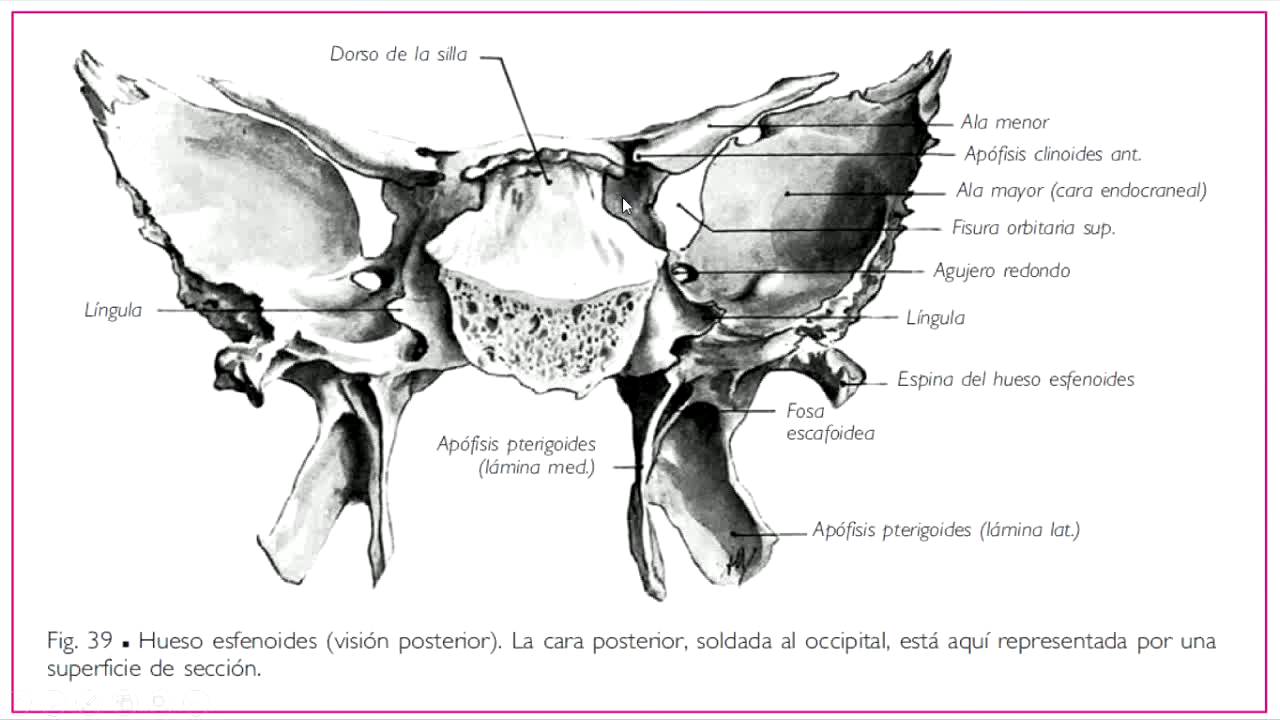 Dorso de la silla
Ala menor
Apófisis clinoides ant.
Ala mayor (cara endocraneal)
Fisura orbitaria sup.
Agujero redondo
Língula
Língula
Espina del hueso esfenoides
Fosa
escafoidea
Apófisis pterigoides
(lámina med.)
Apófisis pterigoides (lámina lat.)
Fig. 39 ▪ Hueso esfenoides (visión posterior). La cara posterior, soldada al occipital, está aquí representada por una
superficie de sección.